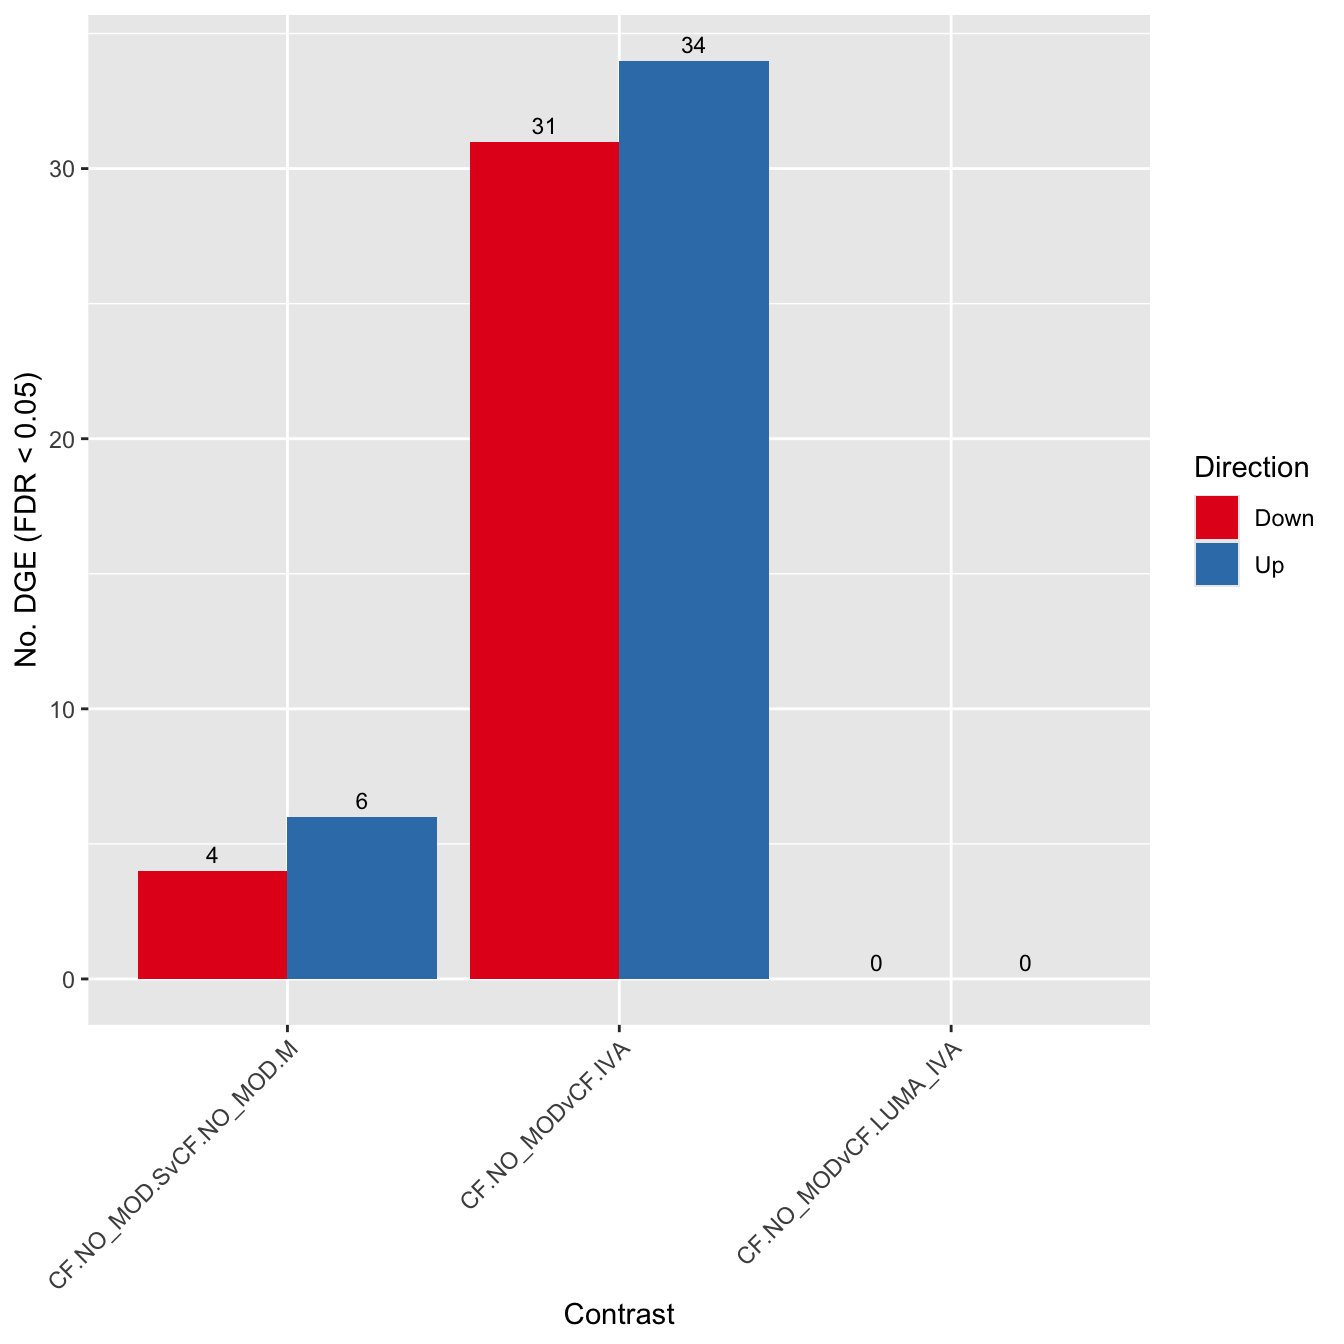 No. DGE (FDR < 0.05)
30
20
10
0
4
6
31
34
0
0
CF.NO_MOD.SvCF.NO_MOD.M
CF.NO_MODvCF.IVA
CF.NO_MODvCF.LUMA_IVA
Contrast
Direction
Down
Up